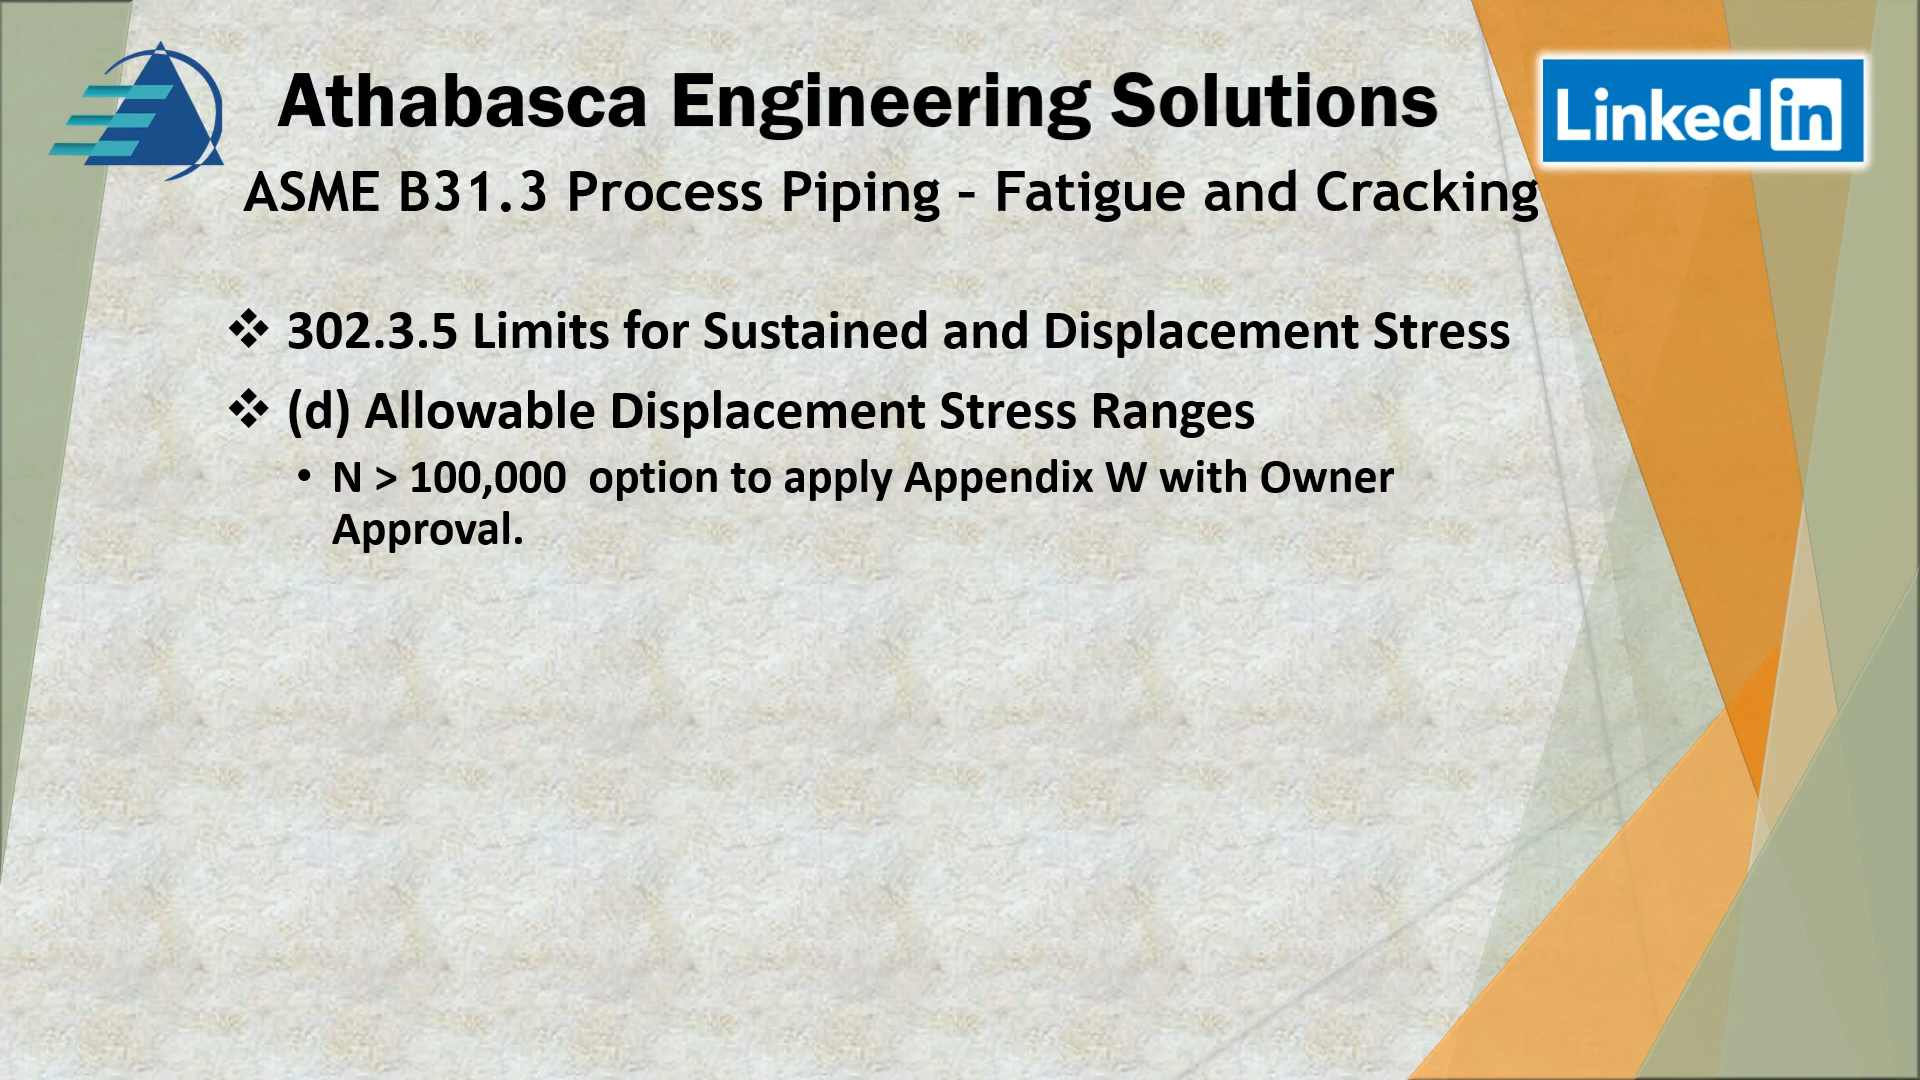 Athabasca Engineering Solutions
Linked in
ASME B31.3 Process Piping – Fatigue and Cracking
❖ 302.3.5 Limits for Sustained and Displacement Stress
❖ (d) Allowable Displacement Stress Ranges
• N > 100,000  option to apply Appendix W with Owner
Approval.